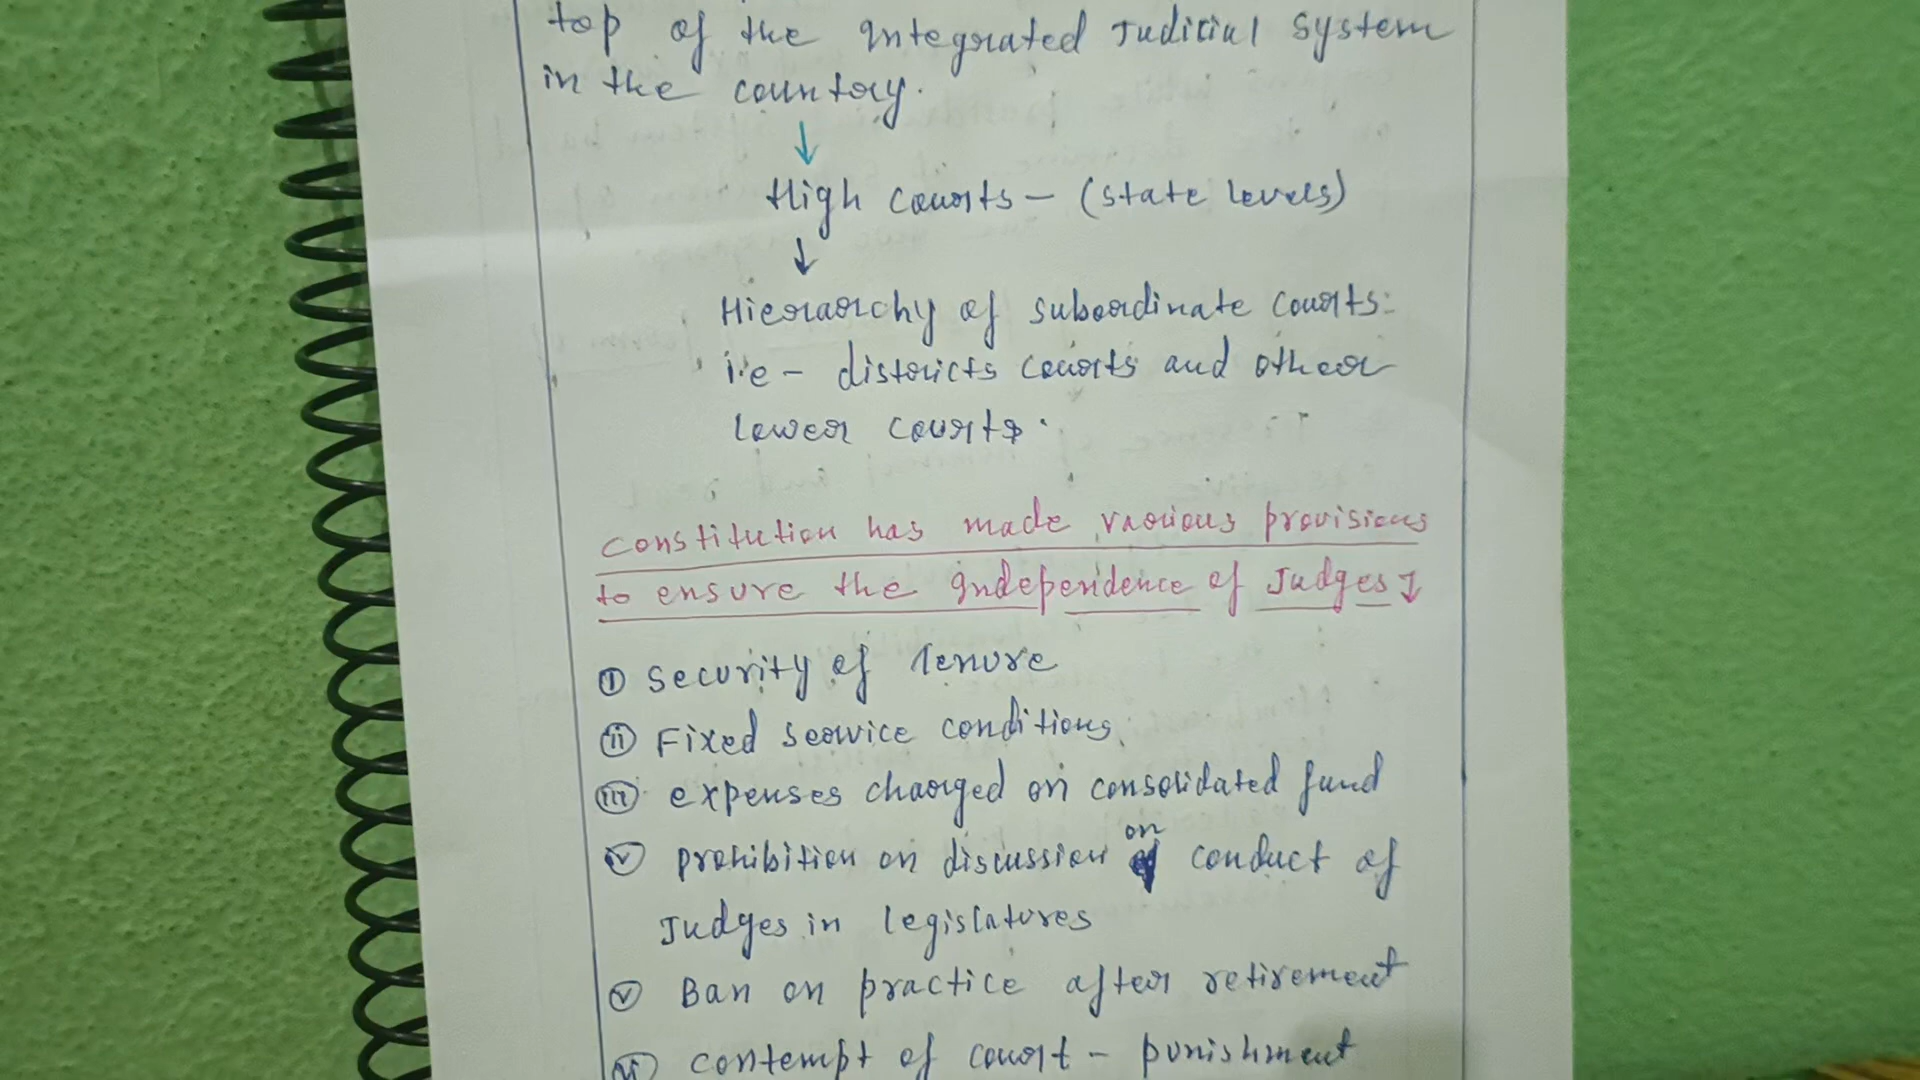 top of the Integrated Judicial System
in the country.
↓
High courts - (state levels)
↓
Hierarchy of subordinate courts:
i.e - districts courts and other
lower courts.
constitution has made various provisions
to ensure the Independence of Judges ↓
(i) Security of Tenure
(ii) Fixed service conditions.
(iii) expenses charged on consolidated fund
(iv) prohibition on discussion on conduct of
Judges in legislatures
(v) Ban on practice after retirement
(vi) contempt of court - punishment